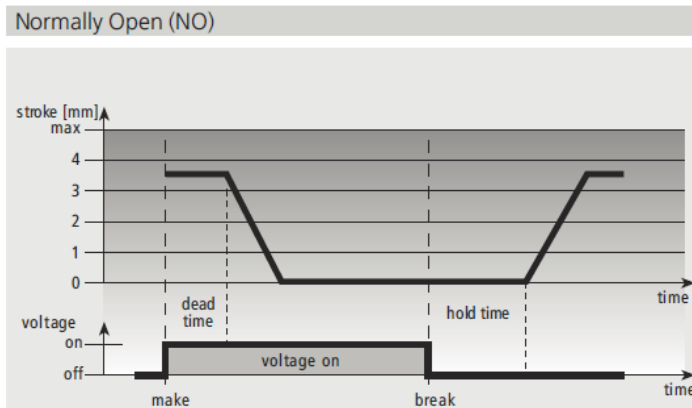 Normally Open (NO)
stroke [mm]
max
4
3
2
1
0
time
dead
time
hold time
voltage
on
voltage on
off
time
make
break